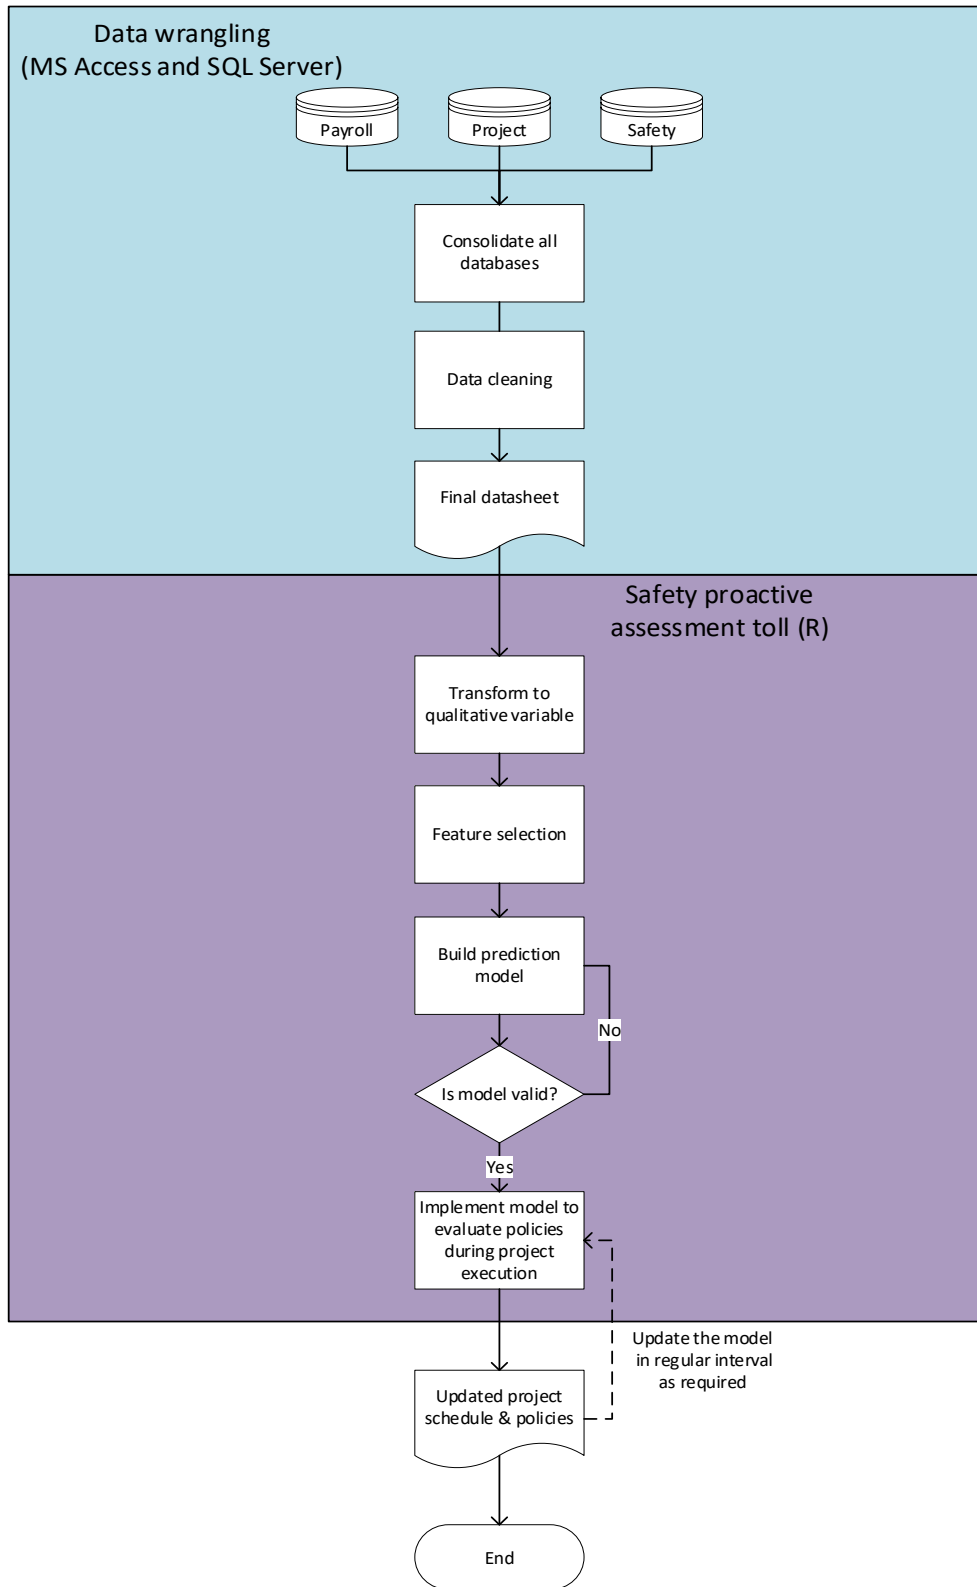 Data wrangling
(MS Access and SQL Server)
Payroll
Project
Safety
Consolidate all
databases
Data cleaning
Final datasheet
Safety proactive
assessment toll (R)
Transform to
qualitative variable
Feature selection
Build prediction
model
No
Is model valid?
Yes
Implement model to
evaluate policies
during project
execution
Update the model
in regular interval
as required
Updated project
schedule & policies
End